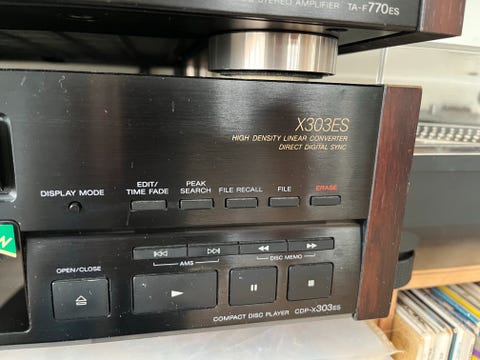 STEREO AMPLIFIER TA-F770ES
X303ES
HIGH DENSITY LINEAR CONVERTER
DIRECT DIGITAL SYNC
DISPLAY MODE
EDIT/
TIME FADE
PEAK
SEARCH
FILE RECALL
FILE
ERASE
AMS
DISC MEMO
OPEN/CLOSE
COMPACT DISC PLAYER CDP-X303ES